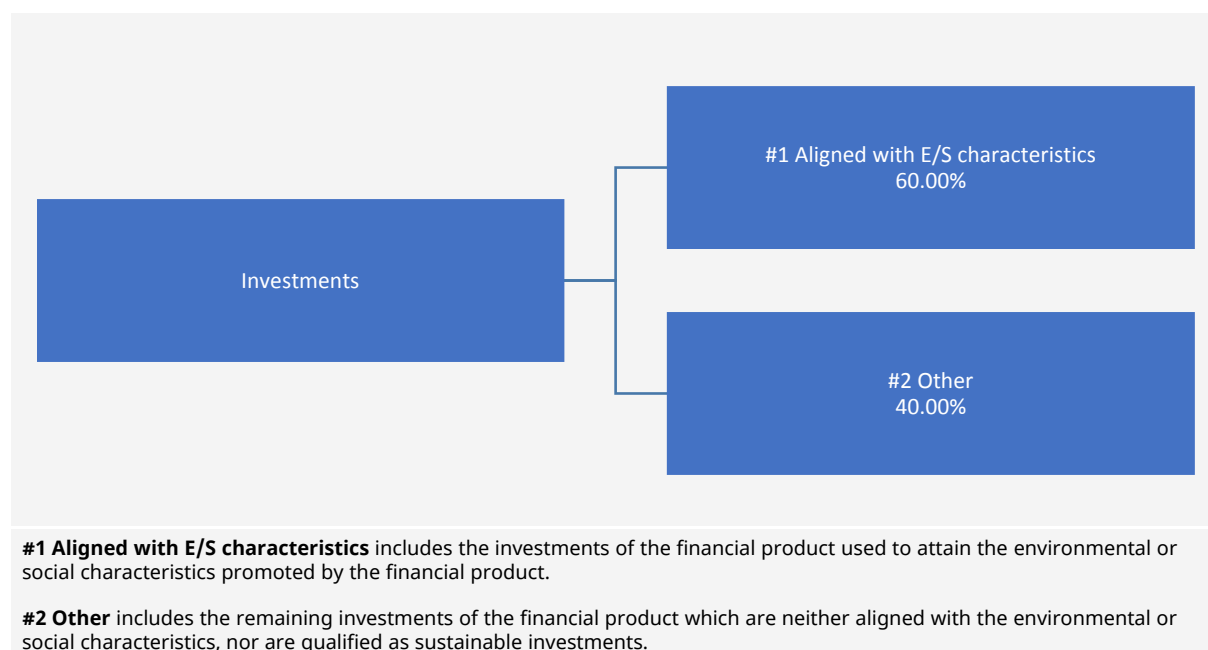 #1 Aligned with E/S characteristics
60.00%
Investments
#2 Other
40.00%
#1 Aligned with E/S characteristics includes the investments of the financial product used to attain the environmental or
social characteristics promoted by the financial product.
#2 Other includes the remaining investments of the financial product which are neither aligned with the environmental or
social characteristics, nor are qualified as sustainable investments.